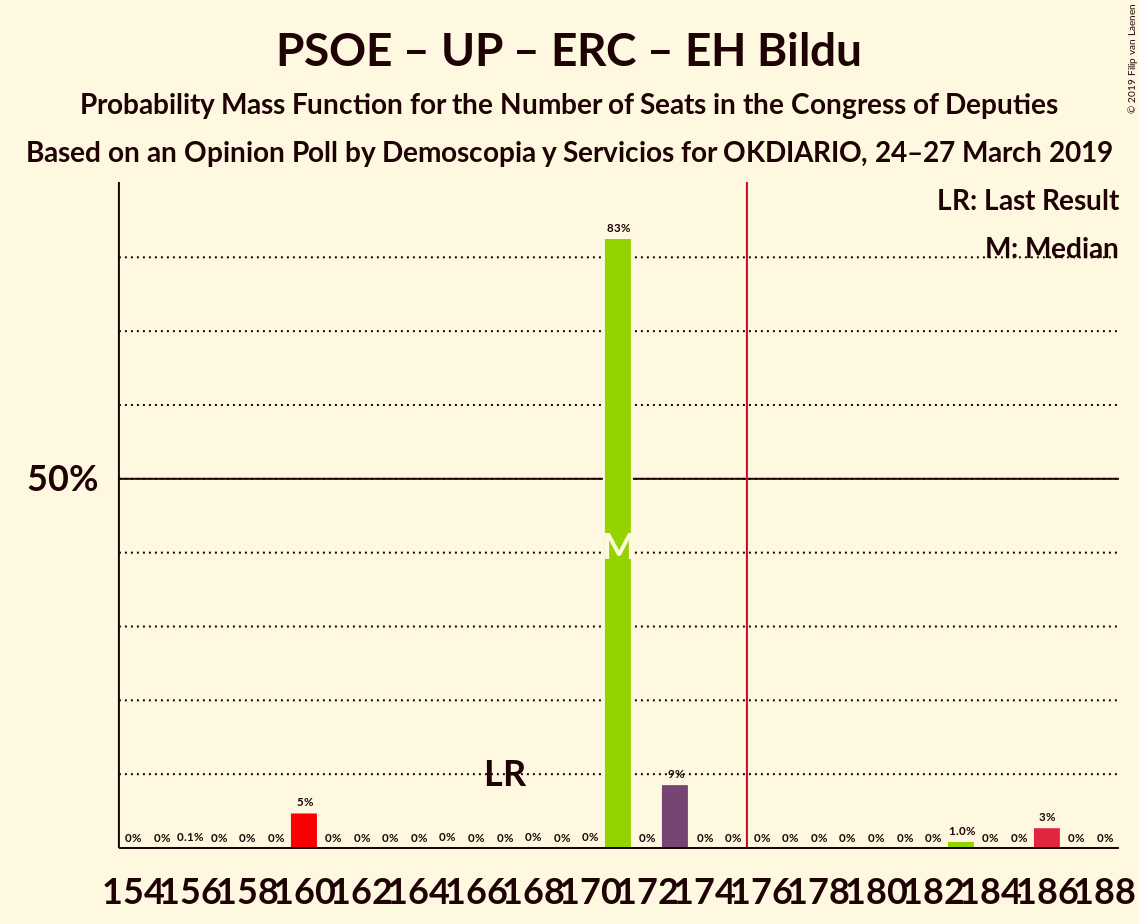 PSOE – UP – ERC – EH Bildu
Probability Mass Function for the Number of Seats in the Congress of Deputies
Based on an Opinion Poll by Demoscopia y Servicios for OKDIARIO, 24–27 March 2019
© 2019 Filip van Laenen
LR: Last Result
M: Median
50%
83%
M
LR
9%
5%
3%
1.0%
0% 0% 0.1% 0% 0% 0% 0% 0% 0% 0% 0% 0% 0% 0% 0% 0% 0% 0% 0% 0% 0% 0% 0% 0% 0% 0% 0% 0% 0% 0% 0%
154 156 158 160 162 164 166 168 170 172 174 176 178 180 182 184 186 188